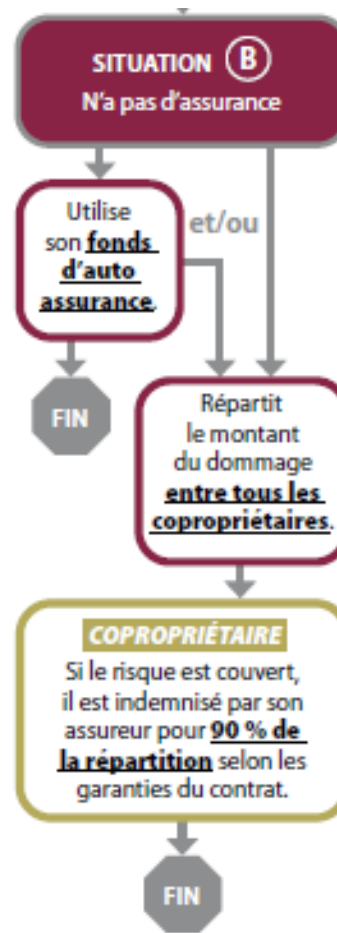 SITUATION B
N'a pas d'assurance
Utilise
son fonds
d'auto
assurance.
et/ou
FIN
Répartit
le montant
du dommage
entre tous les
copropriétaires.
COPROPRIÉTAIRE
Si le risque est couvert,
il est indemnisé par son
assureur pour 90 % de
la répartition selon les
garanties du contrat.
FIN